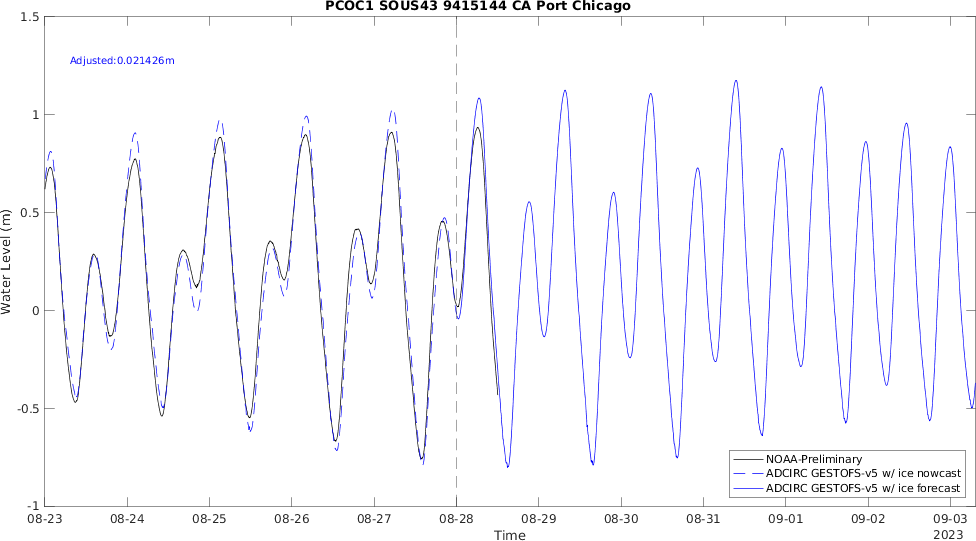 PCOC1 SOUS43 9415144 CA Port Chicago
1.5
Adjusted:0.021426m
1
0.5
Water Level (m)
0
-0.5
-1
NOAA-Preliminary
ADCIRC GESTOFS-v5 w/ ice nowcast
ADCIRC GESTOFS-v5 w/ ice forecast
08-23 08-24 08-25 08-26 08-27 08-28 08-29 08-30 08-31 09-01 09-02 09-03
Time
2023